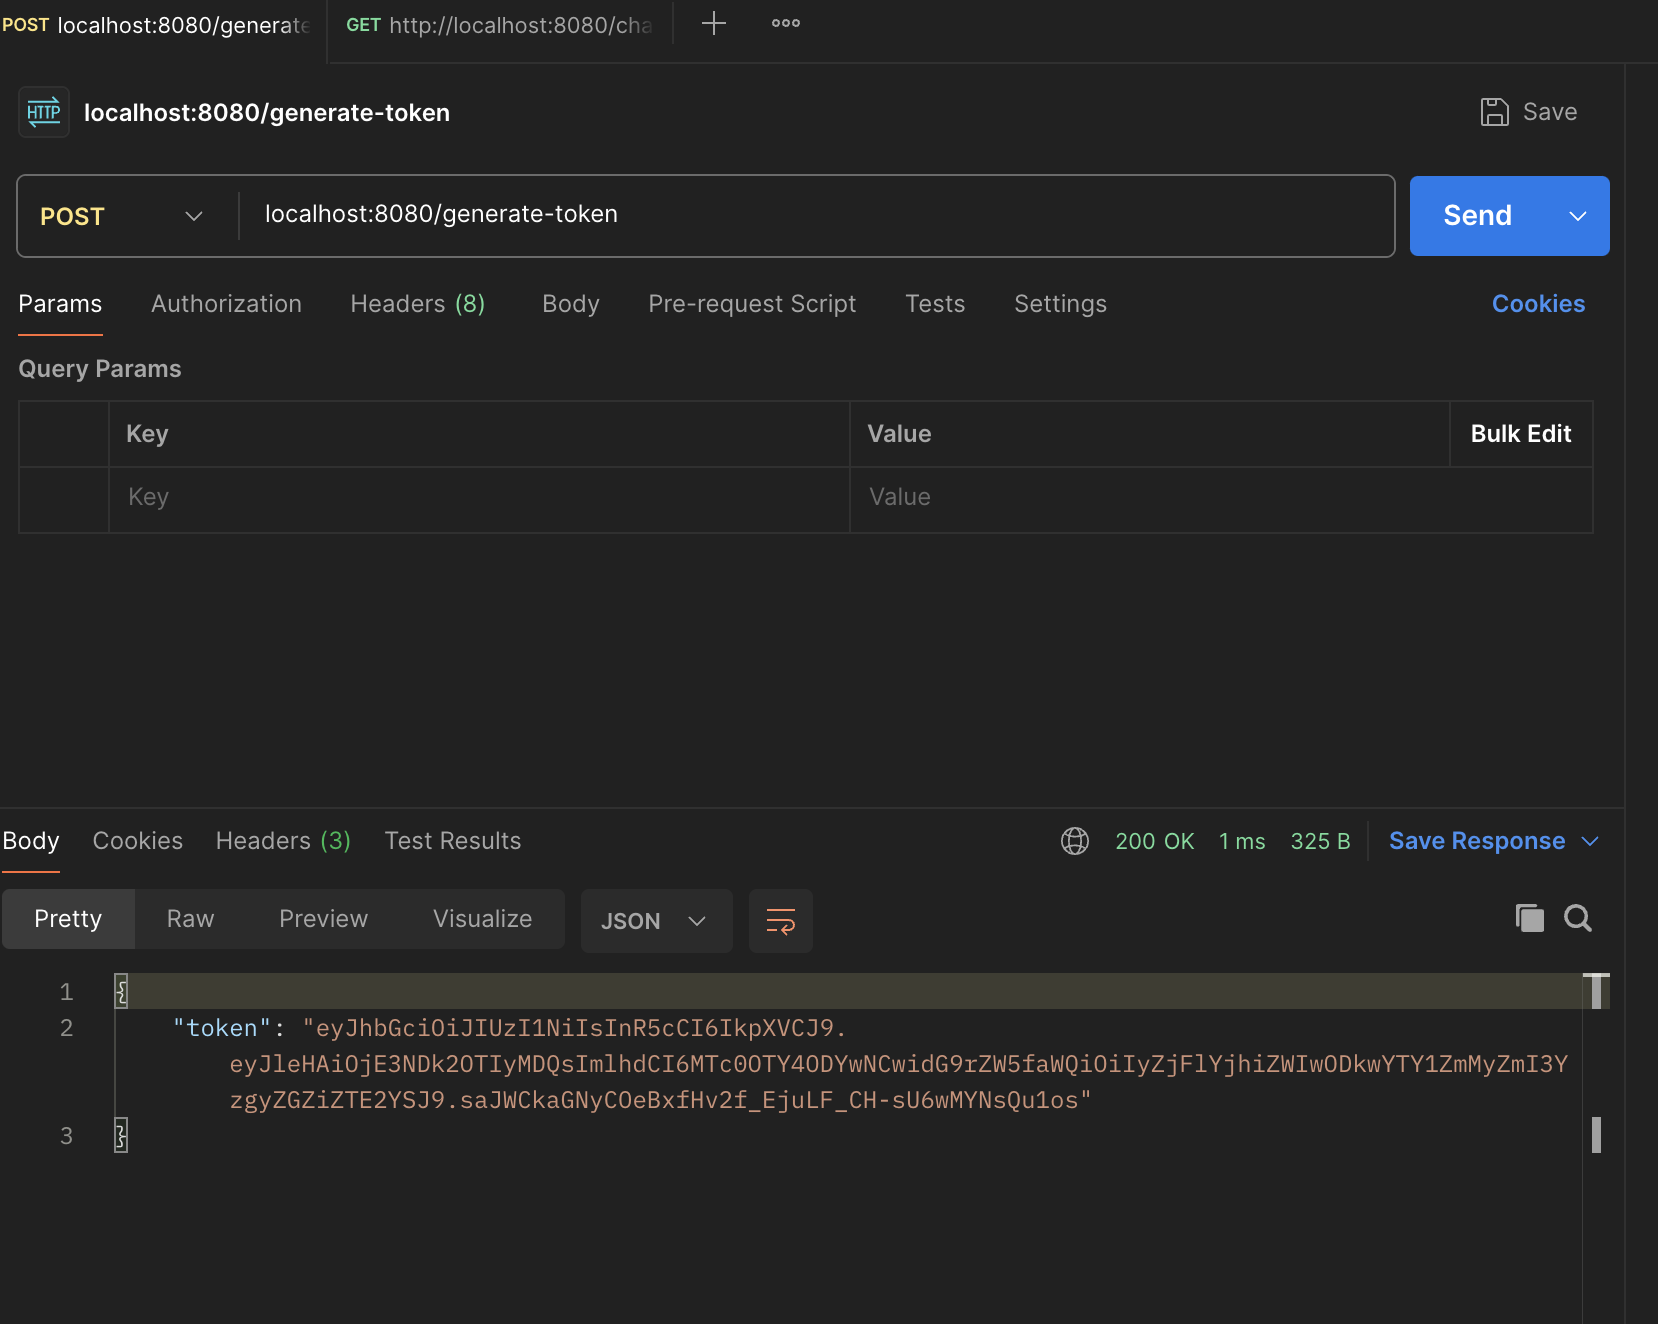 POST localhost:8080/generate GET http://localhost:8080/cha
HTTP localhost:8080/generate-token Save
POST localhost:8080/generate-token Send
Params Authorization Headers (8) Body Pre-request Script Tests Settings Cookies
Query Params
Key Value Bulk Edit
Key Value
Body Cookies Headers (3) Test Results 200 OK 1 ms 325 B Save Response
Pretty Raw Preview Visualize JSON
1 {
2 "token": "eyJhbGciOiJIUzI1NiIsInR5cCI6IkpXVCJ9.
eyJleHAiOjE3NDk2OTIyMDQsImlhdCI6MTc0OTY4ODYwNCwidG9rZW5faWQiOiIyZjFlYjhiZWIwODkwYTY1ZmMyZmI3Y
zgyZGZiZTE2YSJ9.saJWCkaGNyCOeBxfHv2f_EjuLF_CH-sU6wMYNsQu1os"
3 }